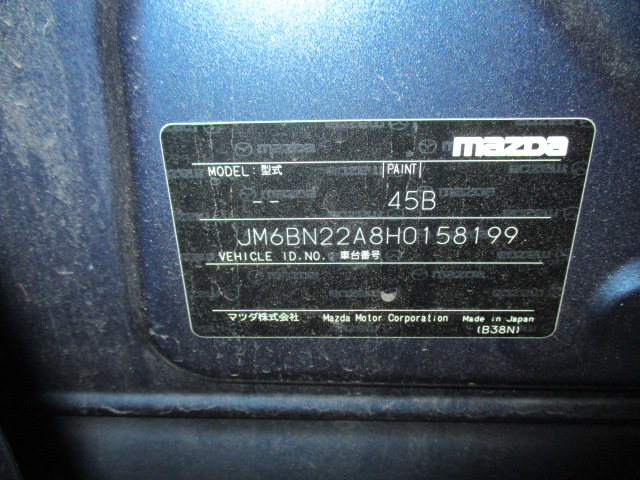 mazda
MODEL: 型式 PAINT
-- 45B
JM6BN22A8H0158199
VEHICLE ID.NO.: 車台番号
マツダ株式会社 Mazda Motor Corporation Made in Japan
(B38N)